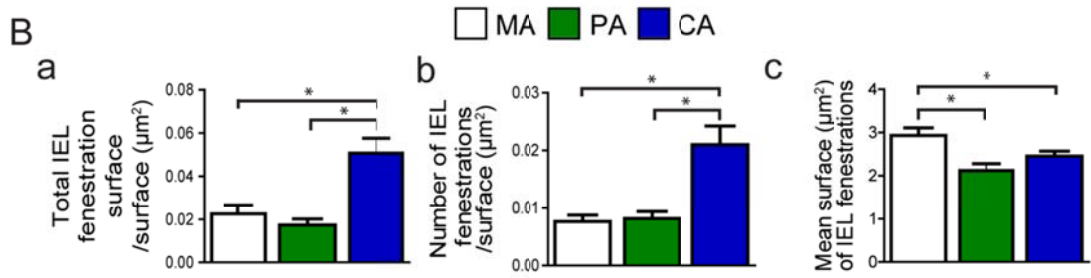 B
MA PA CA
a
Total IEL
fenestration
surface
/surface (µm²)
0.08
0.06
0.04
0.02
0.00
*
*
b
Number of IEL
fenestrations
/surface (µm²)
0.03
0.02
0.01
0.00
*
*
c
Mean surface (µm²)
of IEL fenestrations
4
3
2
1
0
*
*